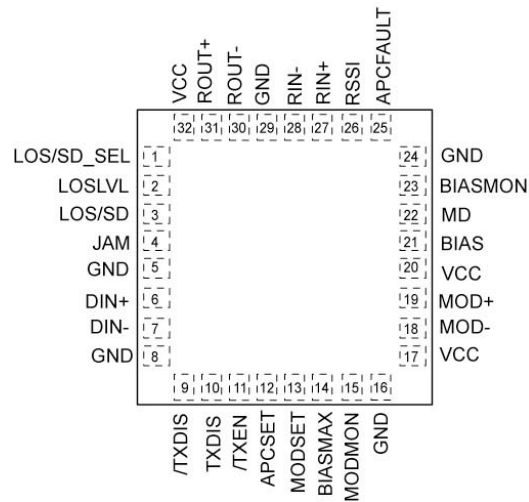 VCC
ROUT+
ROUT-
GND
RIN-
RIN+
RSSI
APCFAULT
32
31
30
29
28
27
26
25
LOS/SD_SEL
1
LOSLVL
2
LOS/SD
3
JAM
4
GND
5
DIN+
6
DIN-
7
GND
8
24
GND
23
BIASMON
22
MD
21
BIAS
20
VCC
19
MOD+
18
MOD-
17
VCC
9
10
11
12
13
14
15
16
/TXDIS
TXDIS
/TXEN
APCSET
MODSET
BIASMAX
MODMON
GND